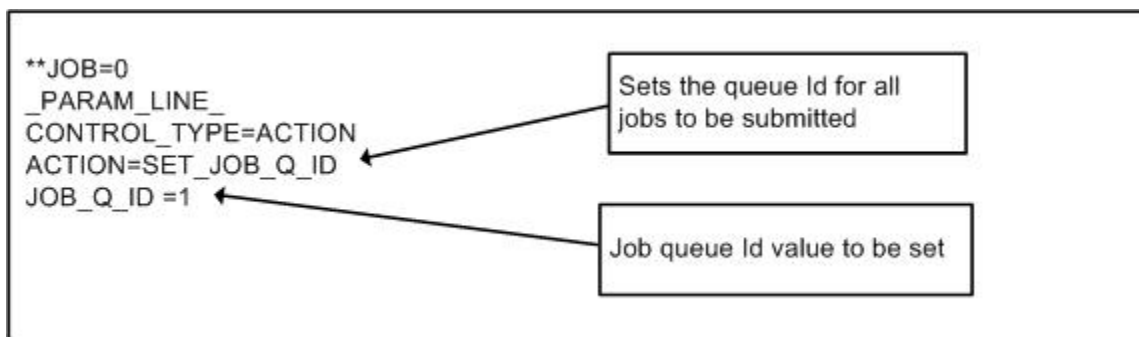 **JOB=0
_PARAM_LINE_
CONTROL_TYPE=ACTION
ACTION=SET_JOB_Q_ID
JOB_Q_ID =1
Sets the queue Id for all
jobs to be submitted
Job queue Id value to be set